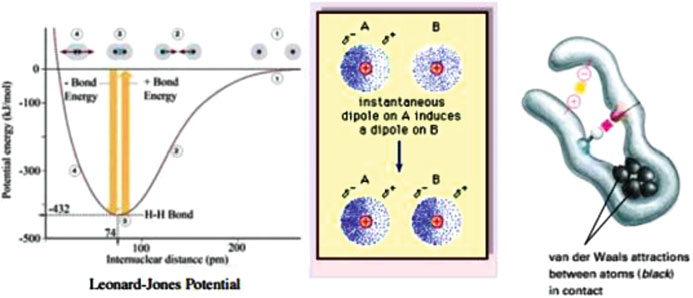 ④ ③ ② ①
0
- Bond Energy
+ Bond Energy
①
-100
②
-300
④
-432
③
H-H Bond
-500
74
100
200
Potential energy (kJ/mol)
Internuclear distance (pm)
Leonard-Jones Potential
A B
δ- δ+
+ +
instantaneous
dipole on A induces
a dipole on B
A B
δ- δ+ δ- δ+
+ +
−
+
van der Waals attractions
between atoms (black)
in contact